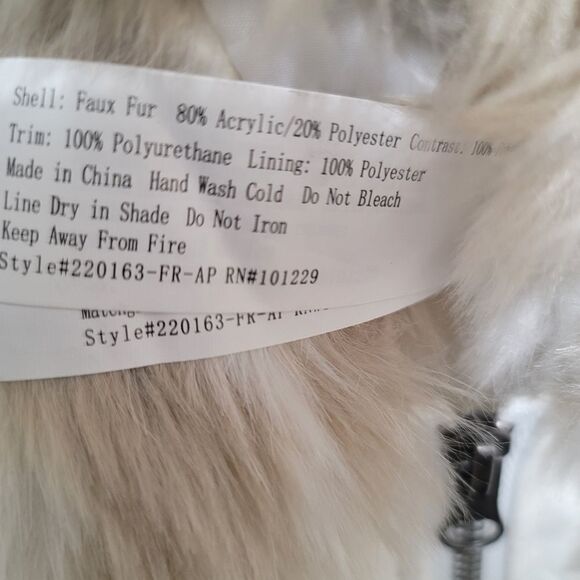 Shell: Faux Fur 80% Acrylic/20% Polyester Contrast: 100%
Trim: 100% Polyurethane Lining: 100% Polyester
Made in China Hand Wash Cold Do Not Bleach
Line Dry in Shade Do Not Iron
Keep Away From Fire
Style#220163-FR-AP RN#101229
Style#220163-FR-AP